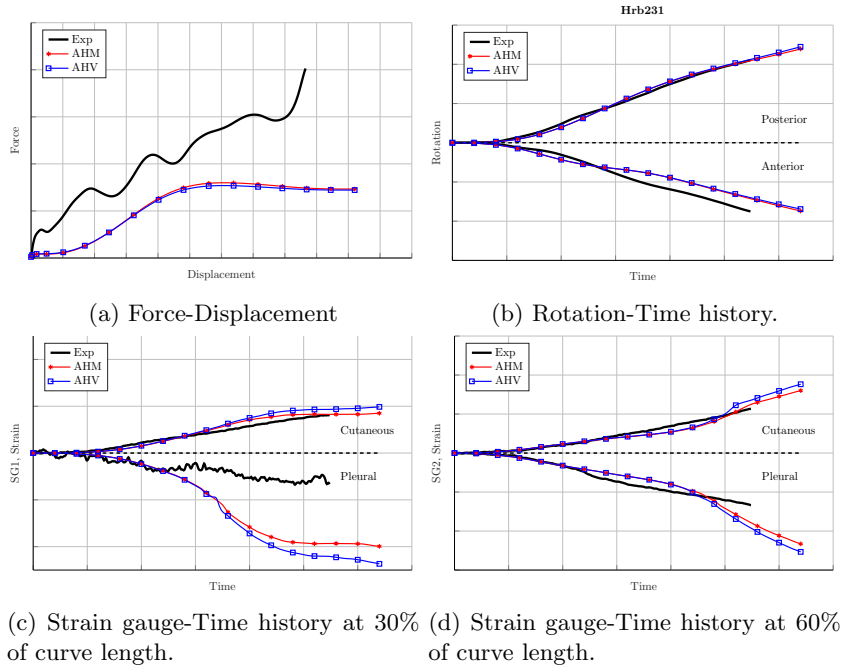 Hrb231
Exp
AHM
AHV
Force
Displacement
Exp
AHM
AHV
Rotation
Posterior
Anterior
Time
(a) Force-Displacement
(b) Rotation-Time history.
Exp
AHM
AHV
SG1, Strain
Cutaneous
Pleural
Time
Exp
AHM
AHV
SG2, Strain
Cutaneous
Pleural
Time
(c) Strain gauge-Time history at 30%
of curve length.
(d) Strain gauge-Time history at 60%
of curve length.